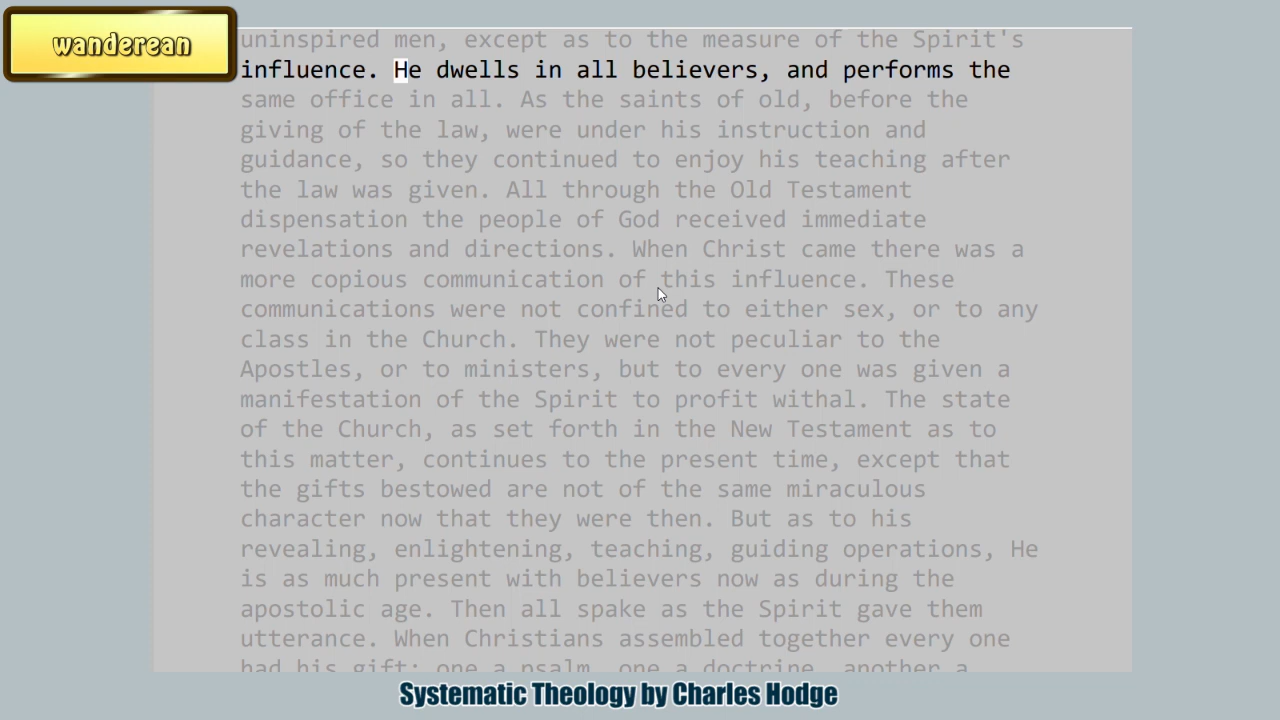 wanderean
uninspired men, except as to the measure of the Spirit's
influence. He dwells in all believers, and performs the
same office in all. As the saints of old, before the
giving of the law, were under his instruction and
guidance, so they continued to enjoy his teaching after
the law was given. All through the Old Testament
dispensation the people of God received immediate
revelations and directions. When Christ came there was a
more copious communication of this influence. These
communications were not confined to either sex, or to any
class in the Church. They were not peculiar to the
Apostles, or to ministers, but to every one was given a
manifestation of the Spirit to profit withal. The state
of the Church, as set forth in the New Testament as to
this matter, continues to the present time, except that
the gifts bestowed are not of the same miraculous
character now that they were then. But as to his
revealing, enlightening, teaching, guiding operations, He
is as much present with believers now as during the
apostolic age. Then all spake as the Spirit gave them
utterance. When Christians assembled together every one
had his gift: one a psalm, one a doctrine, another a
Systematic Theology by Charles Hodge